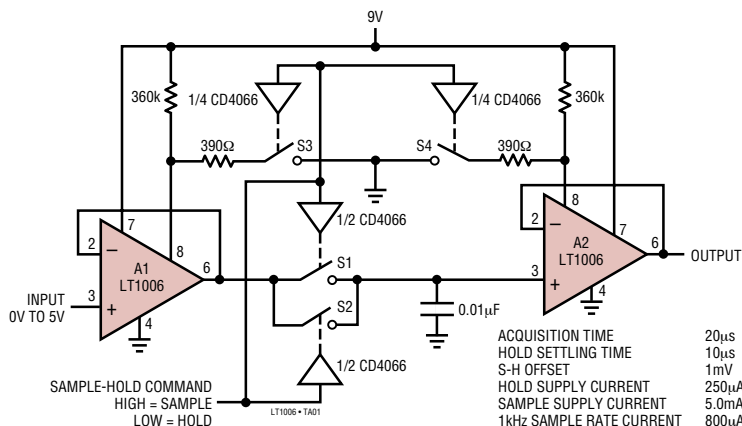 9V
360k
1/4 CD4066
1/4 CD4066
360k
390Ω
S3
S4
390Ω
8
7
2
−
A1
LT1006
+
3
4
6
8
7
INPUT
0V TO 5V
1/2 CD4066
S1
S2
1/2 CD4066
0.01µF
2
−
A2
LT1006
+
3
4
6
OUTPUT
SAMPLE-HOLD COMMAND
HIGH = SAMPLE
LOW = HOLD
LT1006 • TA01
ACQUISITION TIME 20µs
HOLD SETTLING TIME 10µs
S-H OFFSET 1mV
HOLD SUPPLY CURRENT 250µA
SAMPLE SUPPLY CURRENT 5.0mA
1kHz SAMPLE RATE CURRENT 800µA